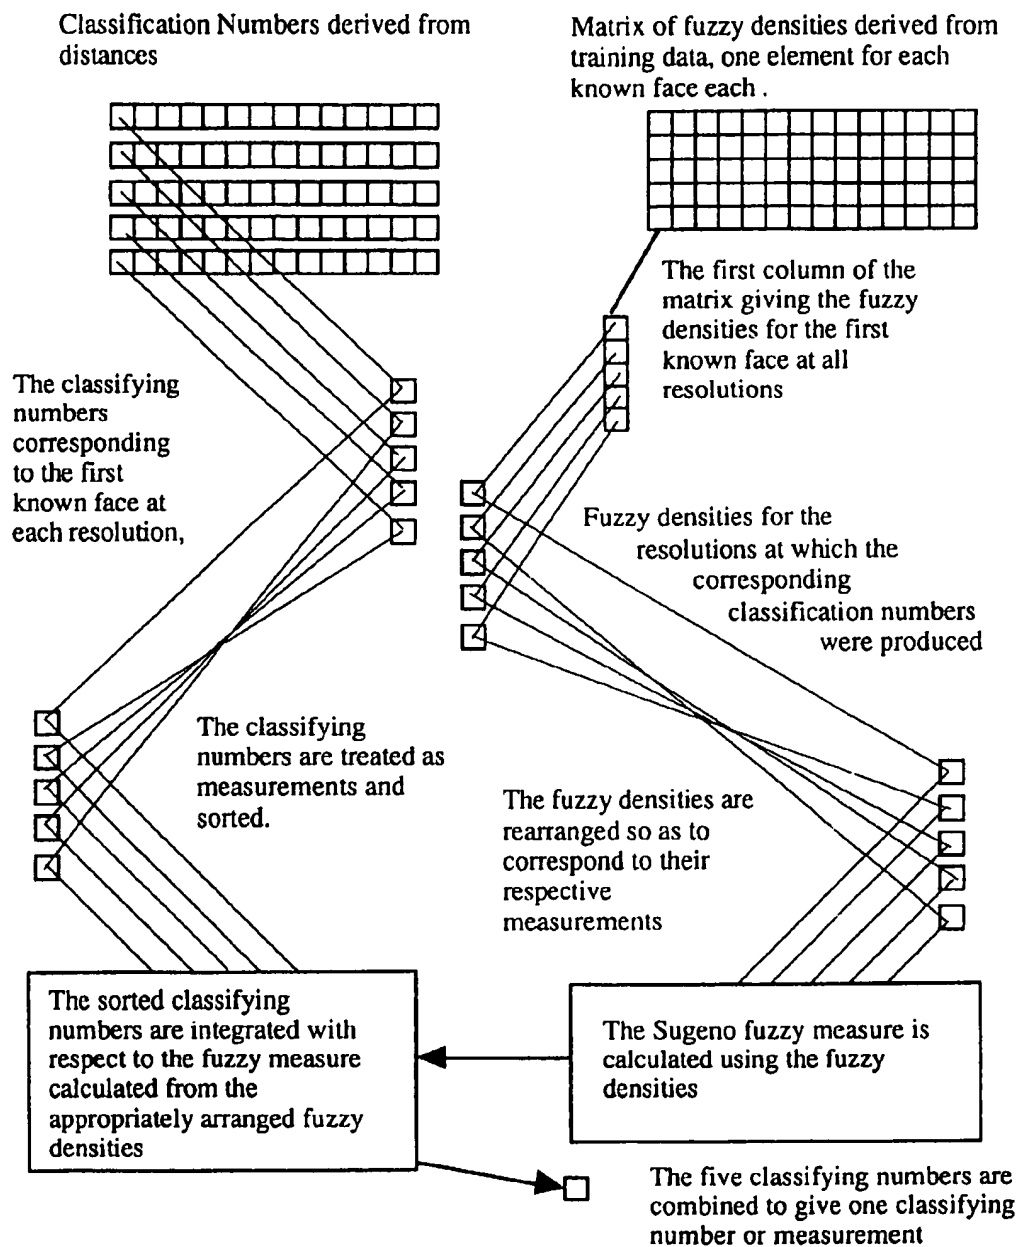 Classification Numbers derived from
distances
Matrix of fuzzy densities derived from
training data, one element for each
known face each .
The first column of the
matrix giving the fuzzy
densities for the first
known face at all
resolutions
The classifying
numbers
corresponding
to the first
known face at
each resolution,
Fuzzy densities for the
resolutions at which the
corresponding
classification numbers
were produced
The classifying
numbers are treated as
measurements and
sorted.
The fuzzy densities are
rearranged so as to
correspond to their
respective
measurements
The sorted classifying
numbers are integrated with
respect to the fuzzy measure
calculated from the
appropriately arranged fuzzy
densities
The Sugeno fuzzy measure is
calculated using the fuzzy
densities
The five classifying numbers are
combined to give one classifying
number or measurement